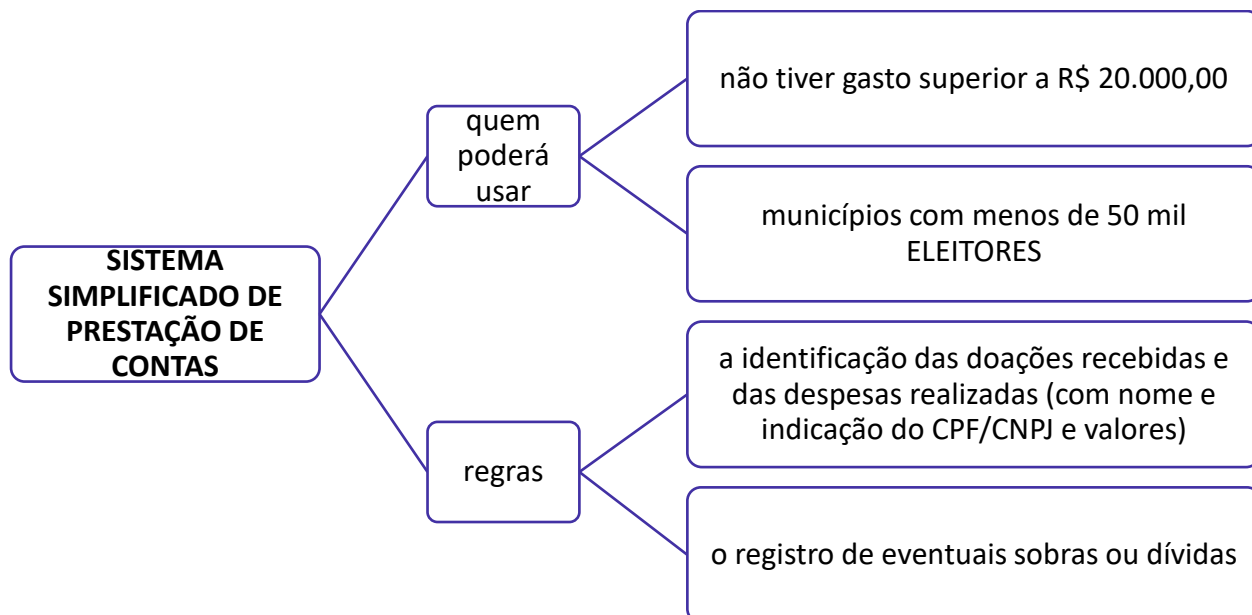 não tiver gasto superior a R$ 20.000,00
quem
poderá
usar
municípios com menos de 50 mil
ELEITORES
SISTEMA
SIMPLIFICADO DE
PRESTAÇÃO DE
CONTAS
a identificação das doações recebidas e
das despesas realizadas (com nome e
indicação do CPF/CNPJ e valores)
regras
o registro de eventuais sobras ou dívidas